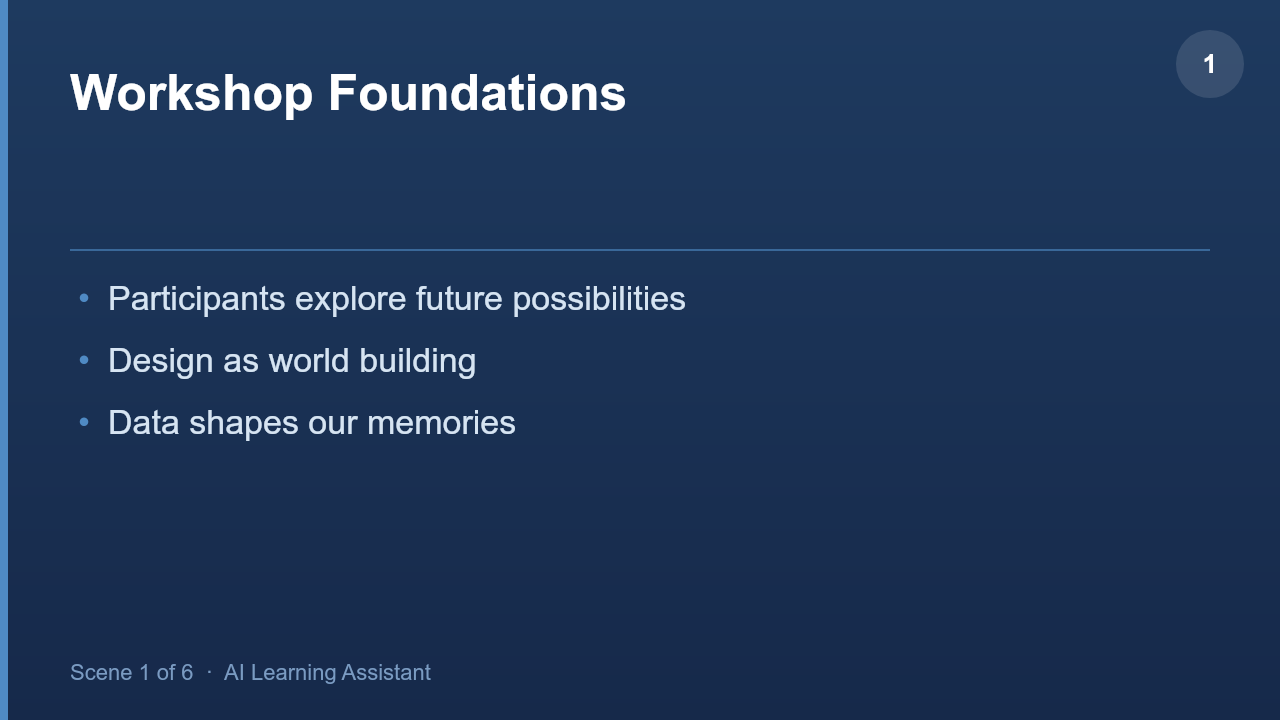 Workshop Foundations
1
• Participants explore future possibilities
• Design as world building
• Data shapes our memories
Scene 1 of 6 · AI Learning Assistant